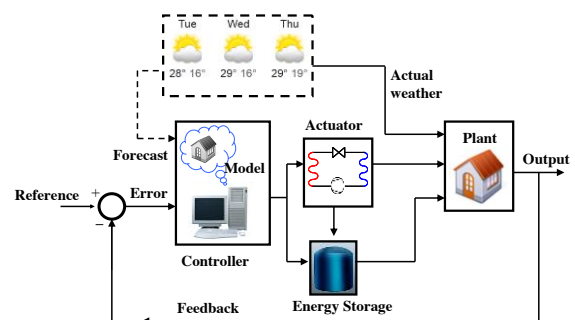 Tue Wed Thu
28° 16° 29° 16° 29° 19°
Actual
weather
Actuator
Plant
Forecast
Model
Output
Reference
+
Error
−
Controller
Energy Storage
Feedback